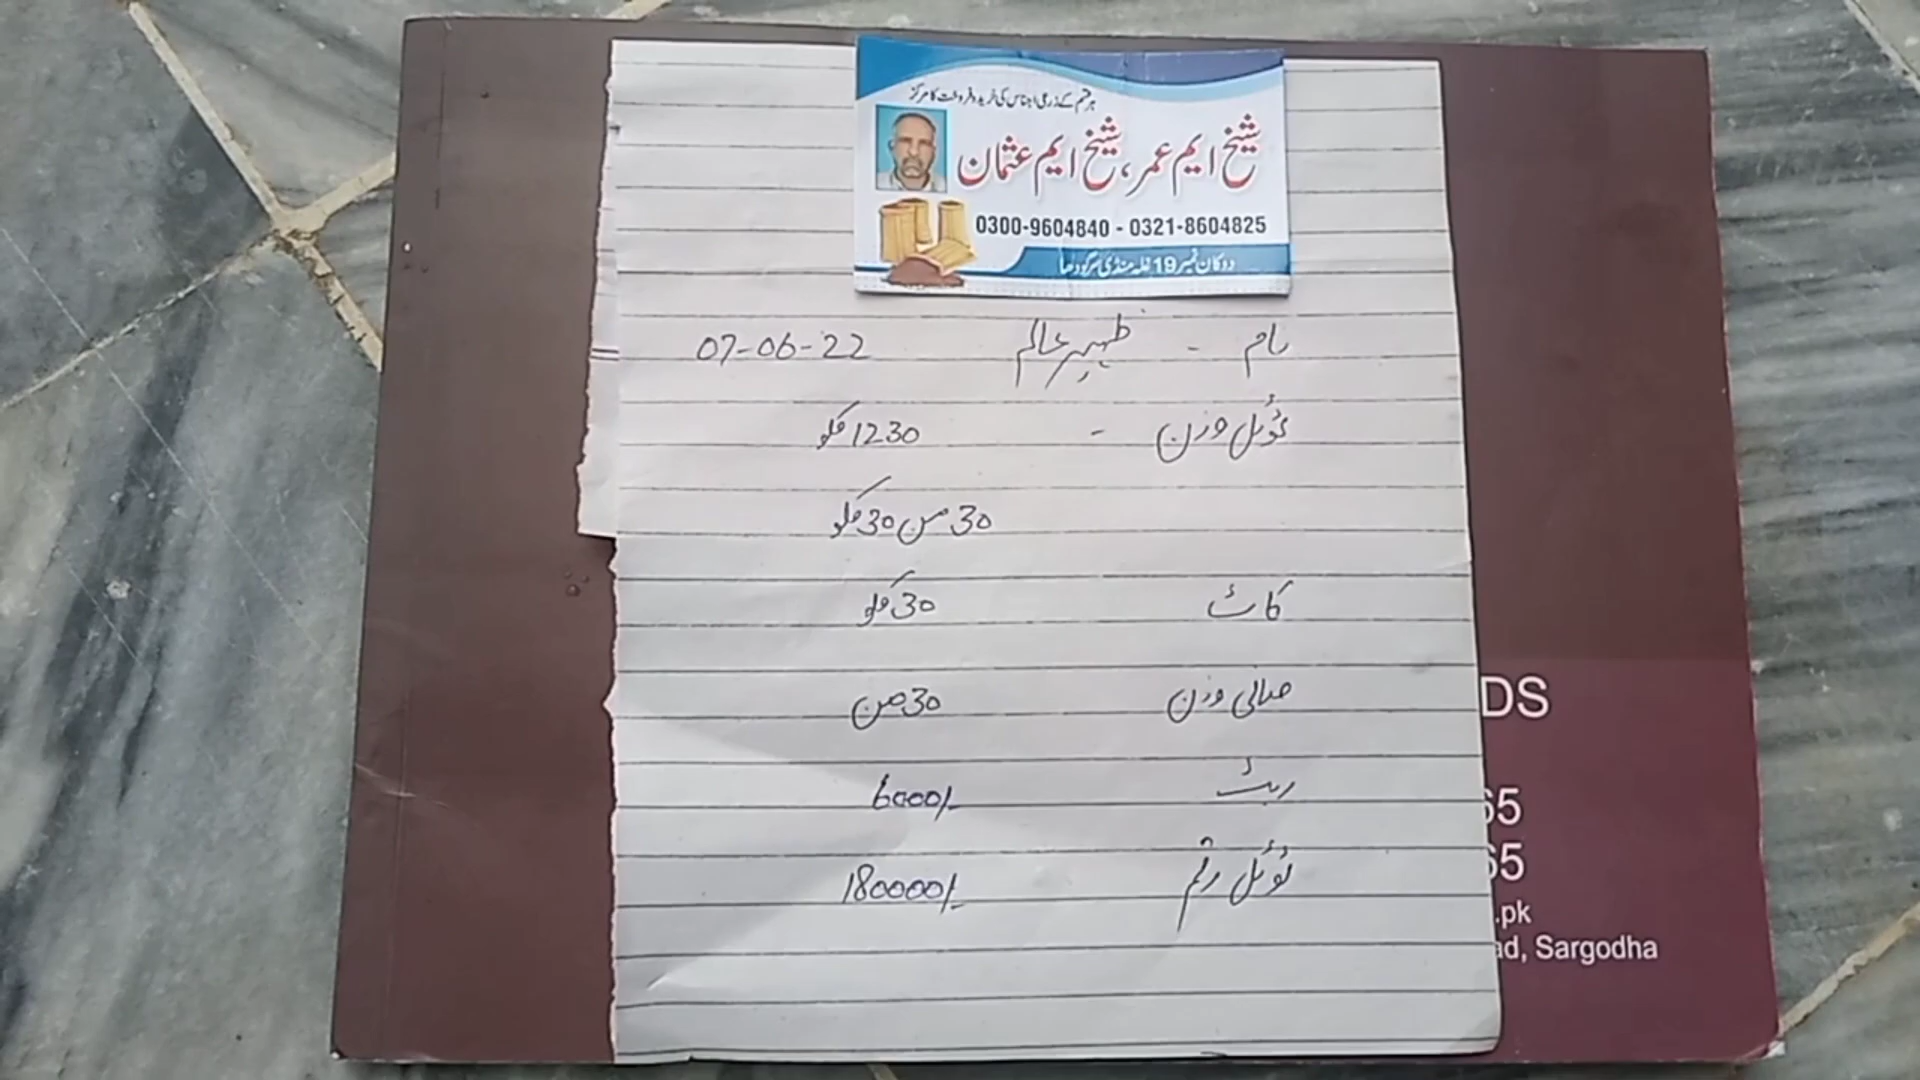 ہر قسم کے زرعی اجناس کی خرید و فروخت کا مرکز
شیخ ایم عمر، شیخ ایم عثمان
0300-9604840 - 0321-8604825
دوکان نمبر 19 غلہ منڈی سرگودھا
نام - ظہیر عالم 07-06-22
ٹوٹل وزن - 1230 کلو
30 من 30 کلو
کاٹ 30 کلو
صافی وزن 30 من
ریٹ 6000/-
ٹوٹل رقم 180000/-
DS
65
65
.pk
ad, Sargodha